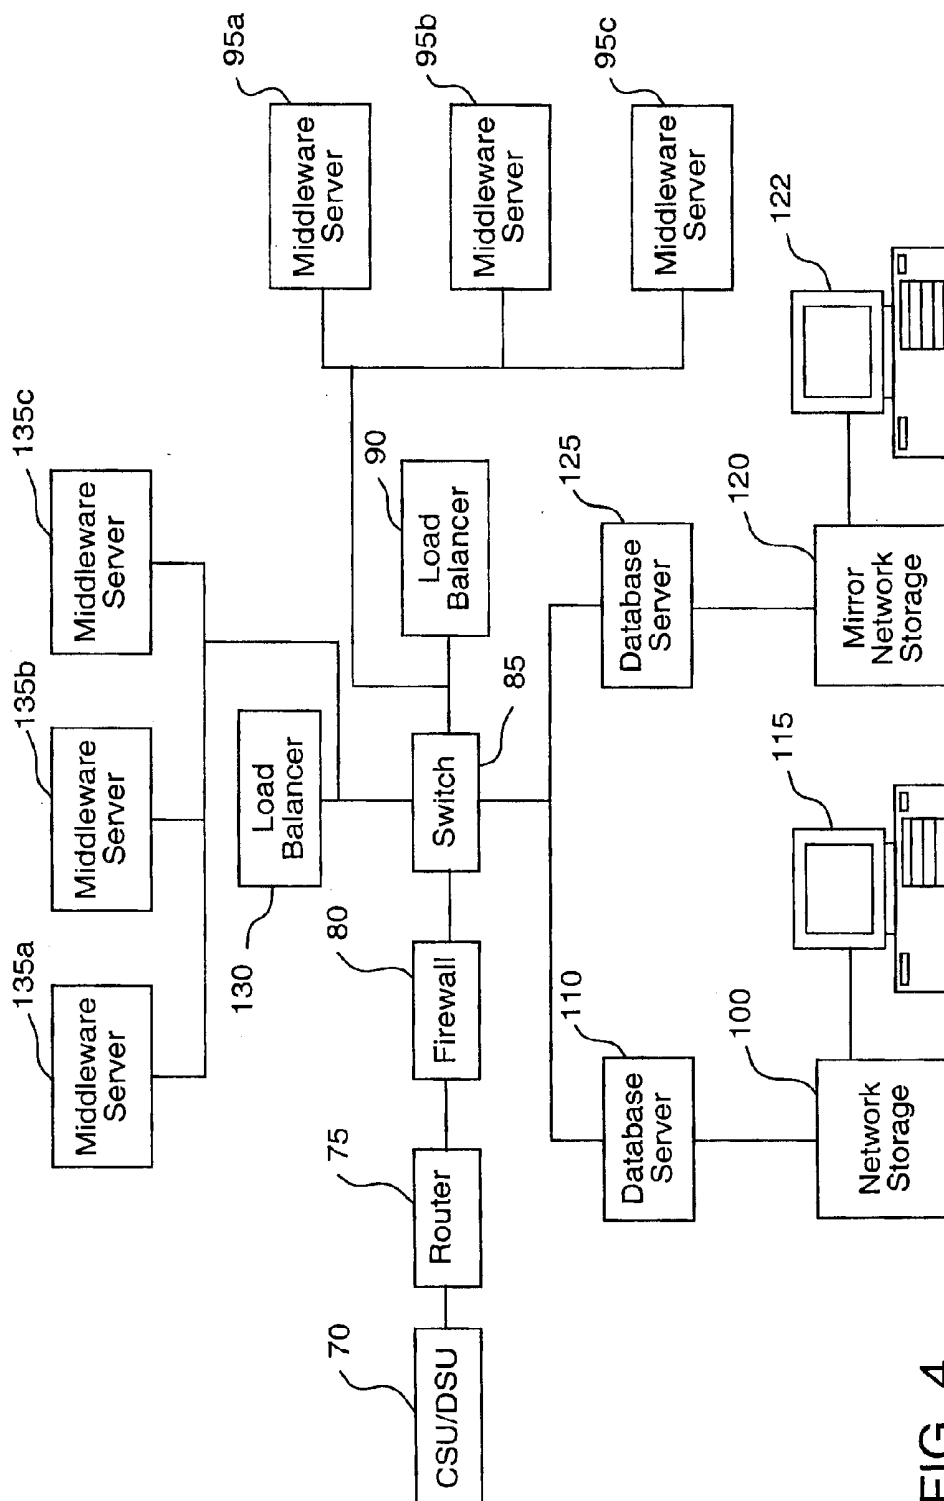 135a
Middleware
Server
135b
Middleware
Server
135c
Middleware
Server
95a
Middleware
Server
95b
Middleware
Server
95c
Middleware
Server
130
Load
Balancer
90
Load
Balancer
70
CSU/DSU
75
Router
80
Firewall
85
Switch
110
Database
Server
125
Database
Server
100
Network
Storage
115
120
Mirror
Network
Storage
122
FIG. 4